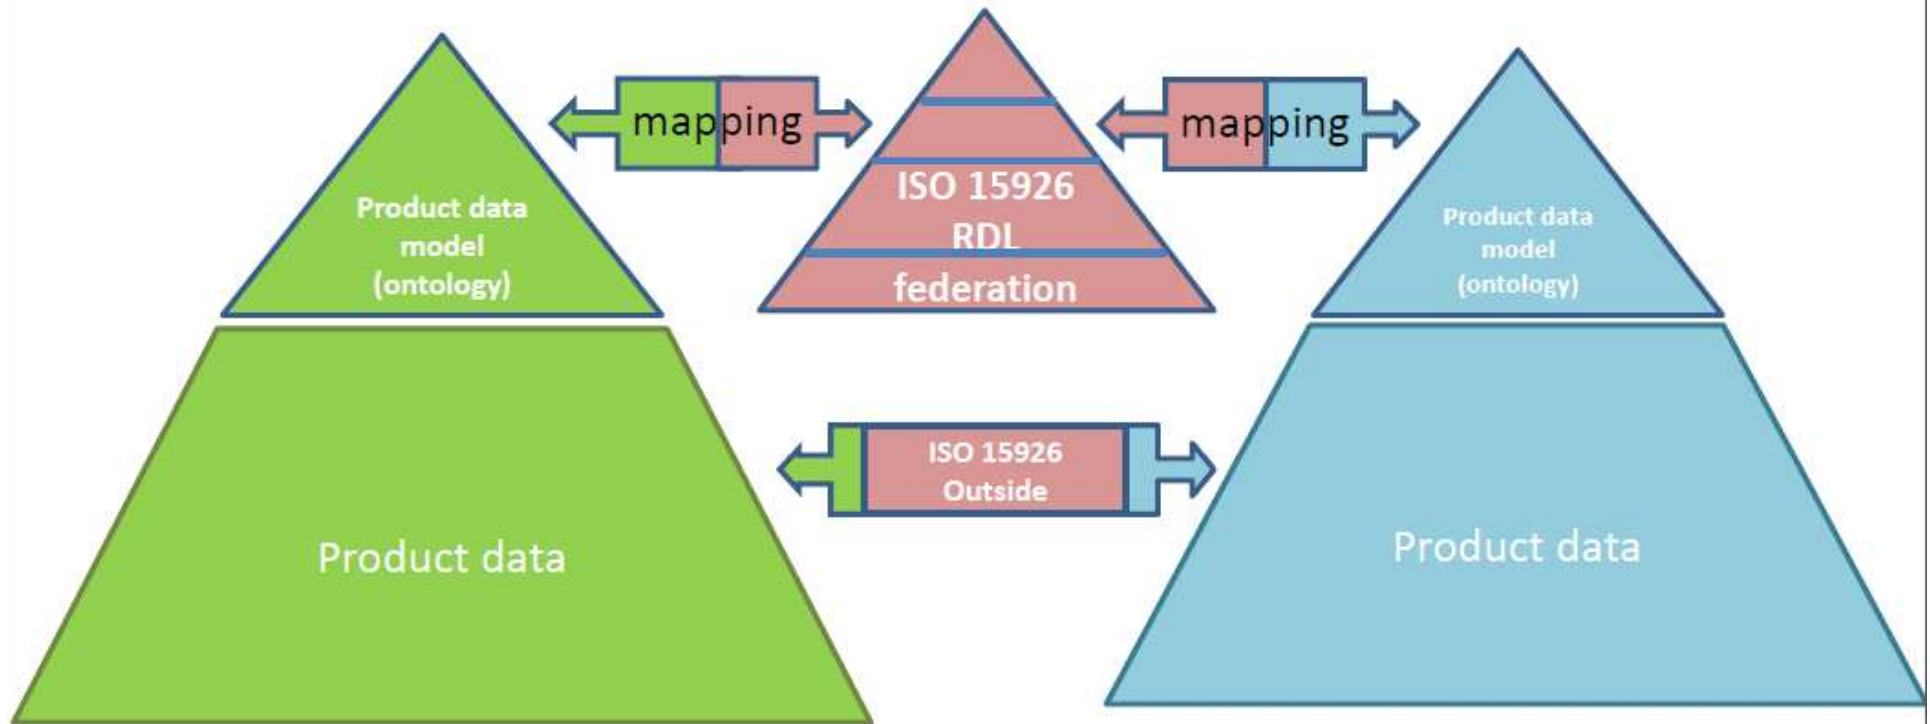 mapping
mapping
Product data
model
(ontology)
ISO 15926
RDL
federation
Product data
model
(ontology)
ISO 15926
Outside
Product data
Product data